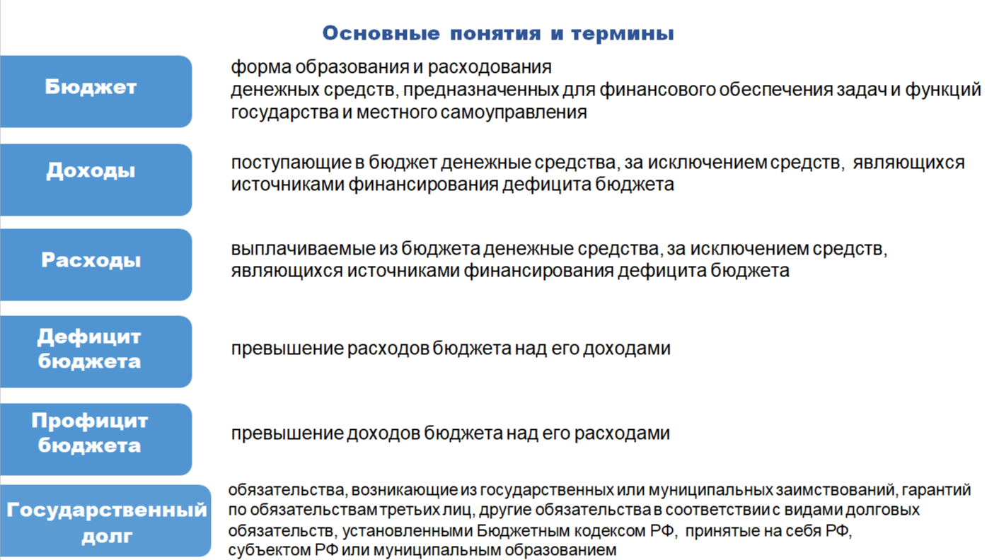 Основные понятия и термины
Бюджет
форма образования и расходования
денежных средств, предназначенных для финансового обеспечения задач и функций
государства и местного самоуправления
Доходы
поступающие в бюджет денежные средства, за исключением средств, являющихся
источниками финансирования дефицита бюджета
Расходы
выплачиваемые из бюджета денежные средства, за исключением средств,
являющихся источниками финансирования дефицита бюджета
Дефицит
бюджета
превышение расходов бюджета над его доходами
Профицит
бюджета
превышение доходов бюджета над его расходами
Государственный
долг
обязательства, возникающие из государственных или муниципальных заимствований, гарантий
по обязательствам третьих лиц, другие обязательства в соответствии с видами долговых
обязательств, установленными Бюджетным кодексом РФ, принятые на себя РФ,
субъектом РФ или муниципальным образованием